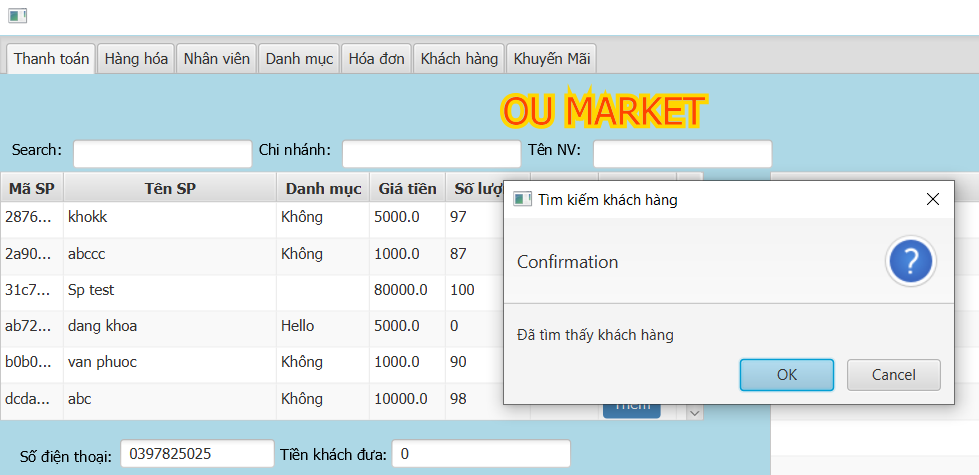 Thanh toán Hàng hóa Nhân viên Danh mục Hóa đơn Khách hàng Khuyến Mãi
OU MARKET
Search: Chi nhánh: Tên NV:
Mã SP Tên SP Danh mục Giá tiền Số lượ
2876... khokk Không 5000.0 97
2a90... abccc Không 1000.0 87
31c7... Sp test 80000.0 100
ab72... dang khoa Hello 5000.0 0
b0b0... van phuoc Không 1000.0 90
dcda... abc Không 10000.0 98
Tìm kiếm khách hàng
Confirmation
?
Đã tìm thấy khách hàng
OK Cancel
Thêm
Số điện thoại: 0397825025 Tiền khách đưa: 0